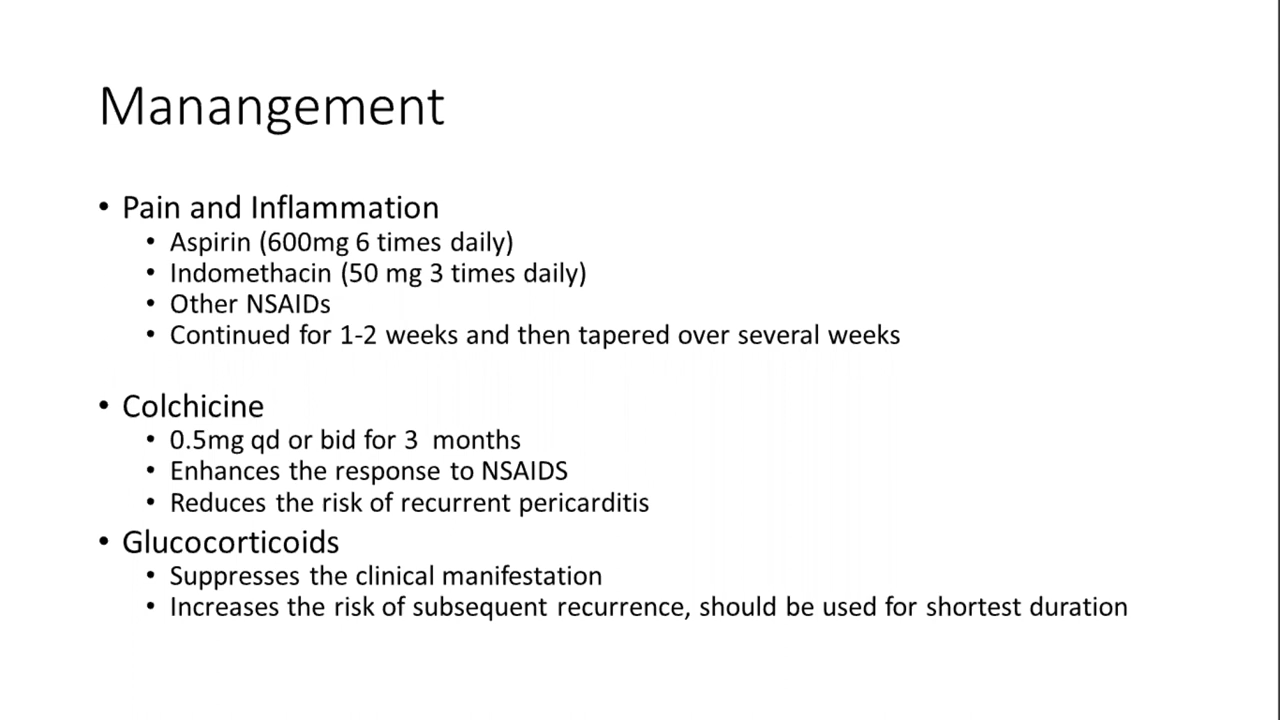 Manangement
• Pain and Inflammation
• Aspirin (600mg 6 times daily)
• Indomethacin (50 mg 3 times daily)
• Other NSAIDs
• Continued for 1-2 weeks and then tapered over several weeks
• Colchicine
• 0.5mg qd or bid for 3  months
• Enhances the response to NSAIDS
• Reduces the risk of recurrent pericarditis
• Glucocorticoids
• Suppresses the clinical manifestation
• Increases the risk of subsequent recurrence, should be used for shortest duration